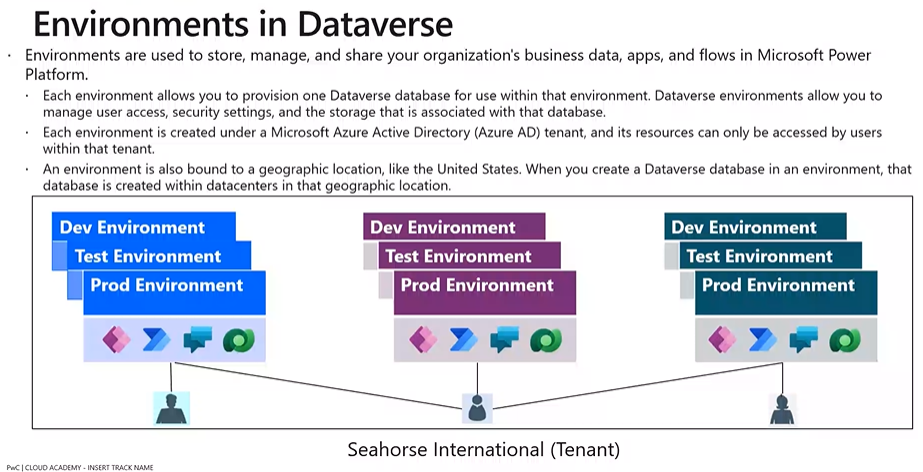 Environments in Dataverse
· Environments are used to store, manage, and share your organization's business data, apps, and flows in Microsoft Power
Platform.
· Each environment allows you to provision one Dataverse database for use within that environment. Dataverse environments allow you to
manage user access, security settings, and the storage that is associated with that database.
· Each environment is created under a Microsoft Azure Active Directory (Azure AD) tenant, and its resources can only be accessed by users
within that tenant.
· An environment is also bound to a geographic location, like the United States. When you create a Dataverse database in an environment, that
database is created within datacenters in that geographic location.
Dev Environment
Test Environment
Prod Environment
Dev Environment
Test Environment
Prod Environment
Dev Environment
Test Environment
Prod Environment
Seahorse International (Tenant)
PwC | CLOUD ACADEMY - INSERT TRACK NAME